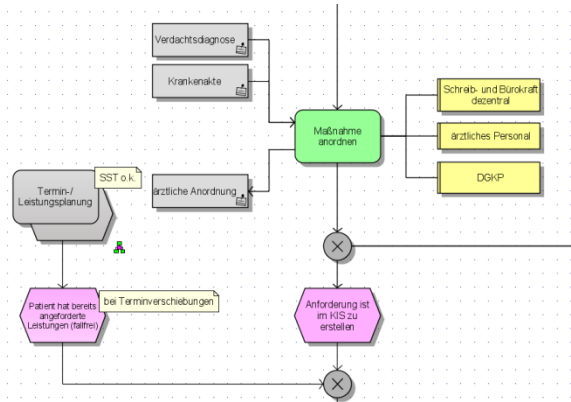 Verdachtsdiagnose
Krankenakte
Maßnahme
anordnen
Schreib- und Bürokraft
dezentral
ärztliches Personal
DGKP
ärztliche Anordnung
SST o.k.
Termin-/
Leistungsplanung
Patient hat bereits
angeforderte
Leistungen (fallfrei)
bei Terminverschiebungen
Anforderung ist
im KIS zu
erstellen